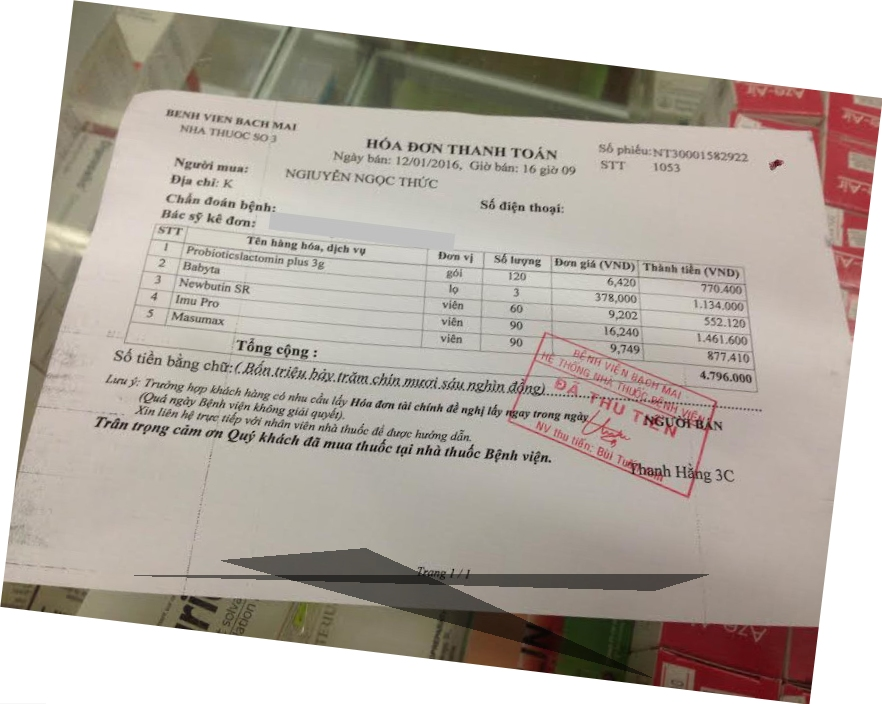 BENH VIEN BACH MAI
NHA THUOC SO 3
HÓA ĐƠN THANH TOÁN
Ngày bán: 12/01/2016, Giờ bán: 16 giờ 09
Số phiếu: NT30001582922
STT 1053
Người mua: NGIUYÊN NGỌC THỨC
Địa chỉ: K
Số điện thoại:
Chẩn đoán bệnh:
Bác sỹ kê đơn:
STT Tên hàng hóa, dịch vụ Đơn vị Số lượng Đơn giá (VND) Thành tiền (VND)
1 Probioticslactomin plus 3g gói 120 6,420 770.400
2 Babyta lọ 3 378,000 1.134.000
3 Newbutin SR viên 60 9,202 552.120
4 Imu Pro viên 90 16,240 1.461.600
5 Masumax viên 90 9,749 877.410
Tổng cộng : 4.796.000
Số tiền bằng chữ: ( Bốn triệu bảy trăm chín mươi sáu nghìn đồng)
Lưu ý: Trường hợp khách hàng có nhu cầu lấy Hóa đơn tài chính đề nghị lấy ngay trong ngày
(Quá ngày Bệnh viện không giải quyết).
Xin liên hệ trực tiếp với nhân viên nhà thuốc để được hướng dẫn.
Trân trọng cảm ơn Quý khách đã mua thuốc tại nhà thuốc Bệnh viện.
BỆNH VIỆN BẠCH MAI
HỆ THỐNG NHÀ THUỐC BỆNH VIỆN
ĐÃ THU TIỀN
NV thu tiền: Bùi
NGƯỜI BÁN
Thanh Hằng 3C
Trang 1 / 1